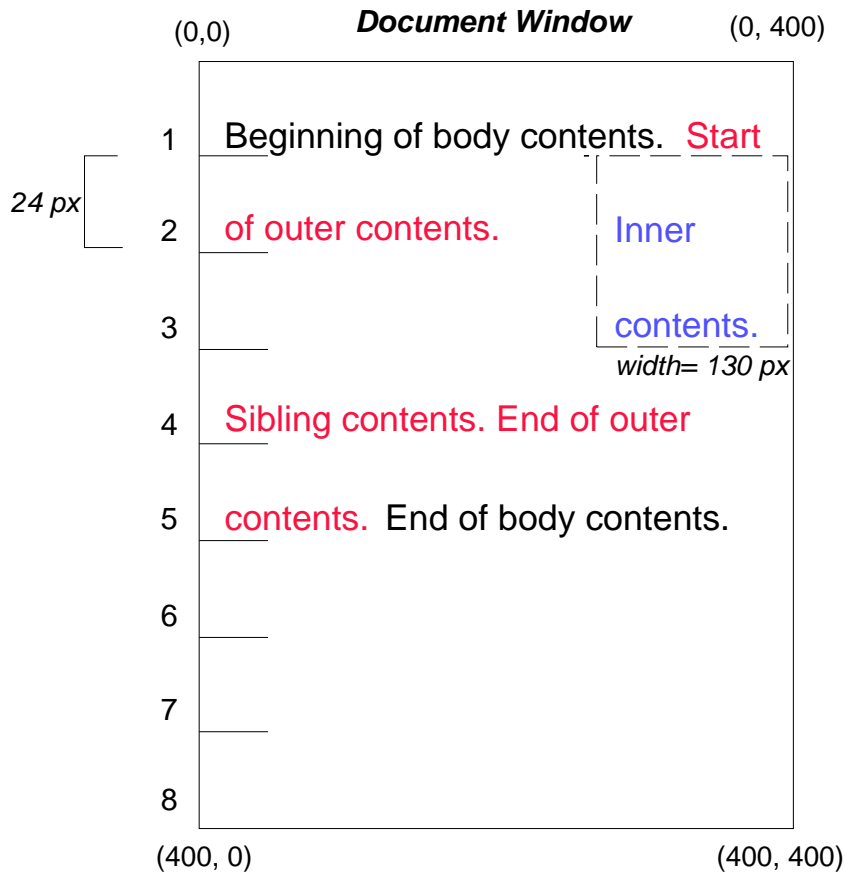 Document Window
(0,0) (0, 400)
1 Beginning of body contents. Start
24 px
2 of outer contents. Inner
3 contents.
width= 130 px
4 Sibling contents. End of outer
5 contents. End of body contents.
6
7
8
(400, 0) (400, 400)